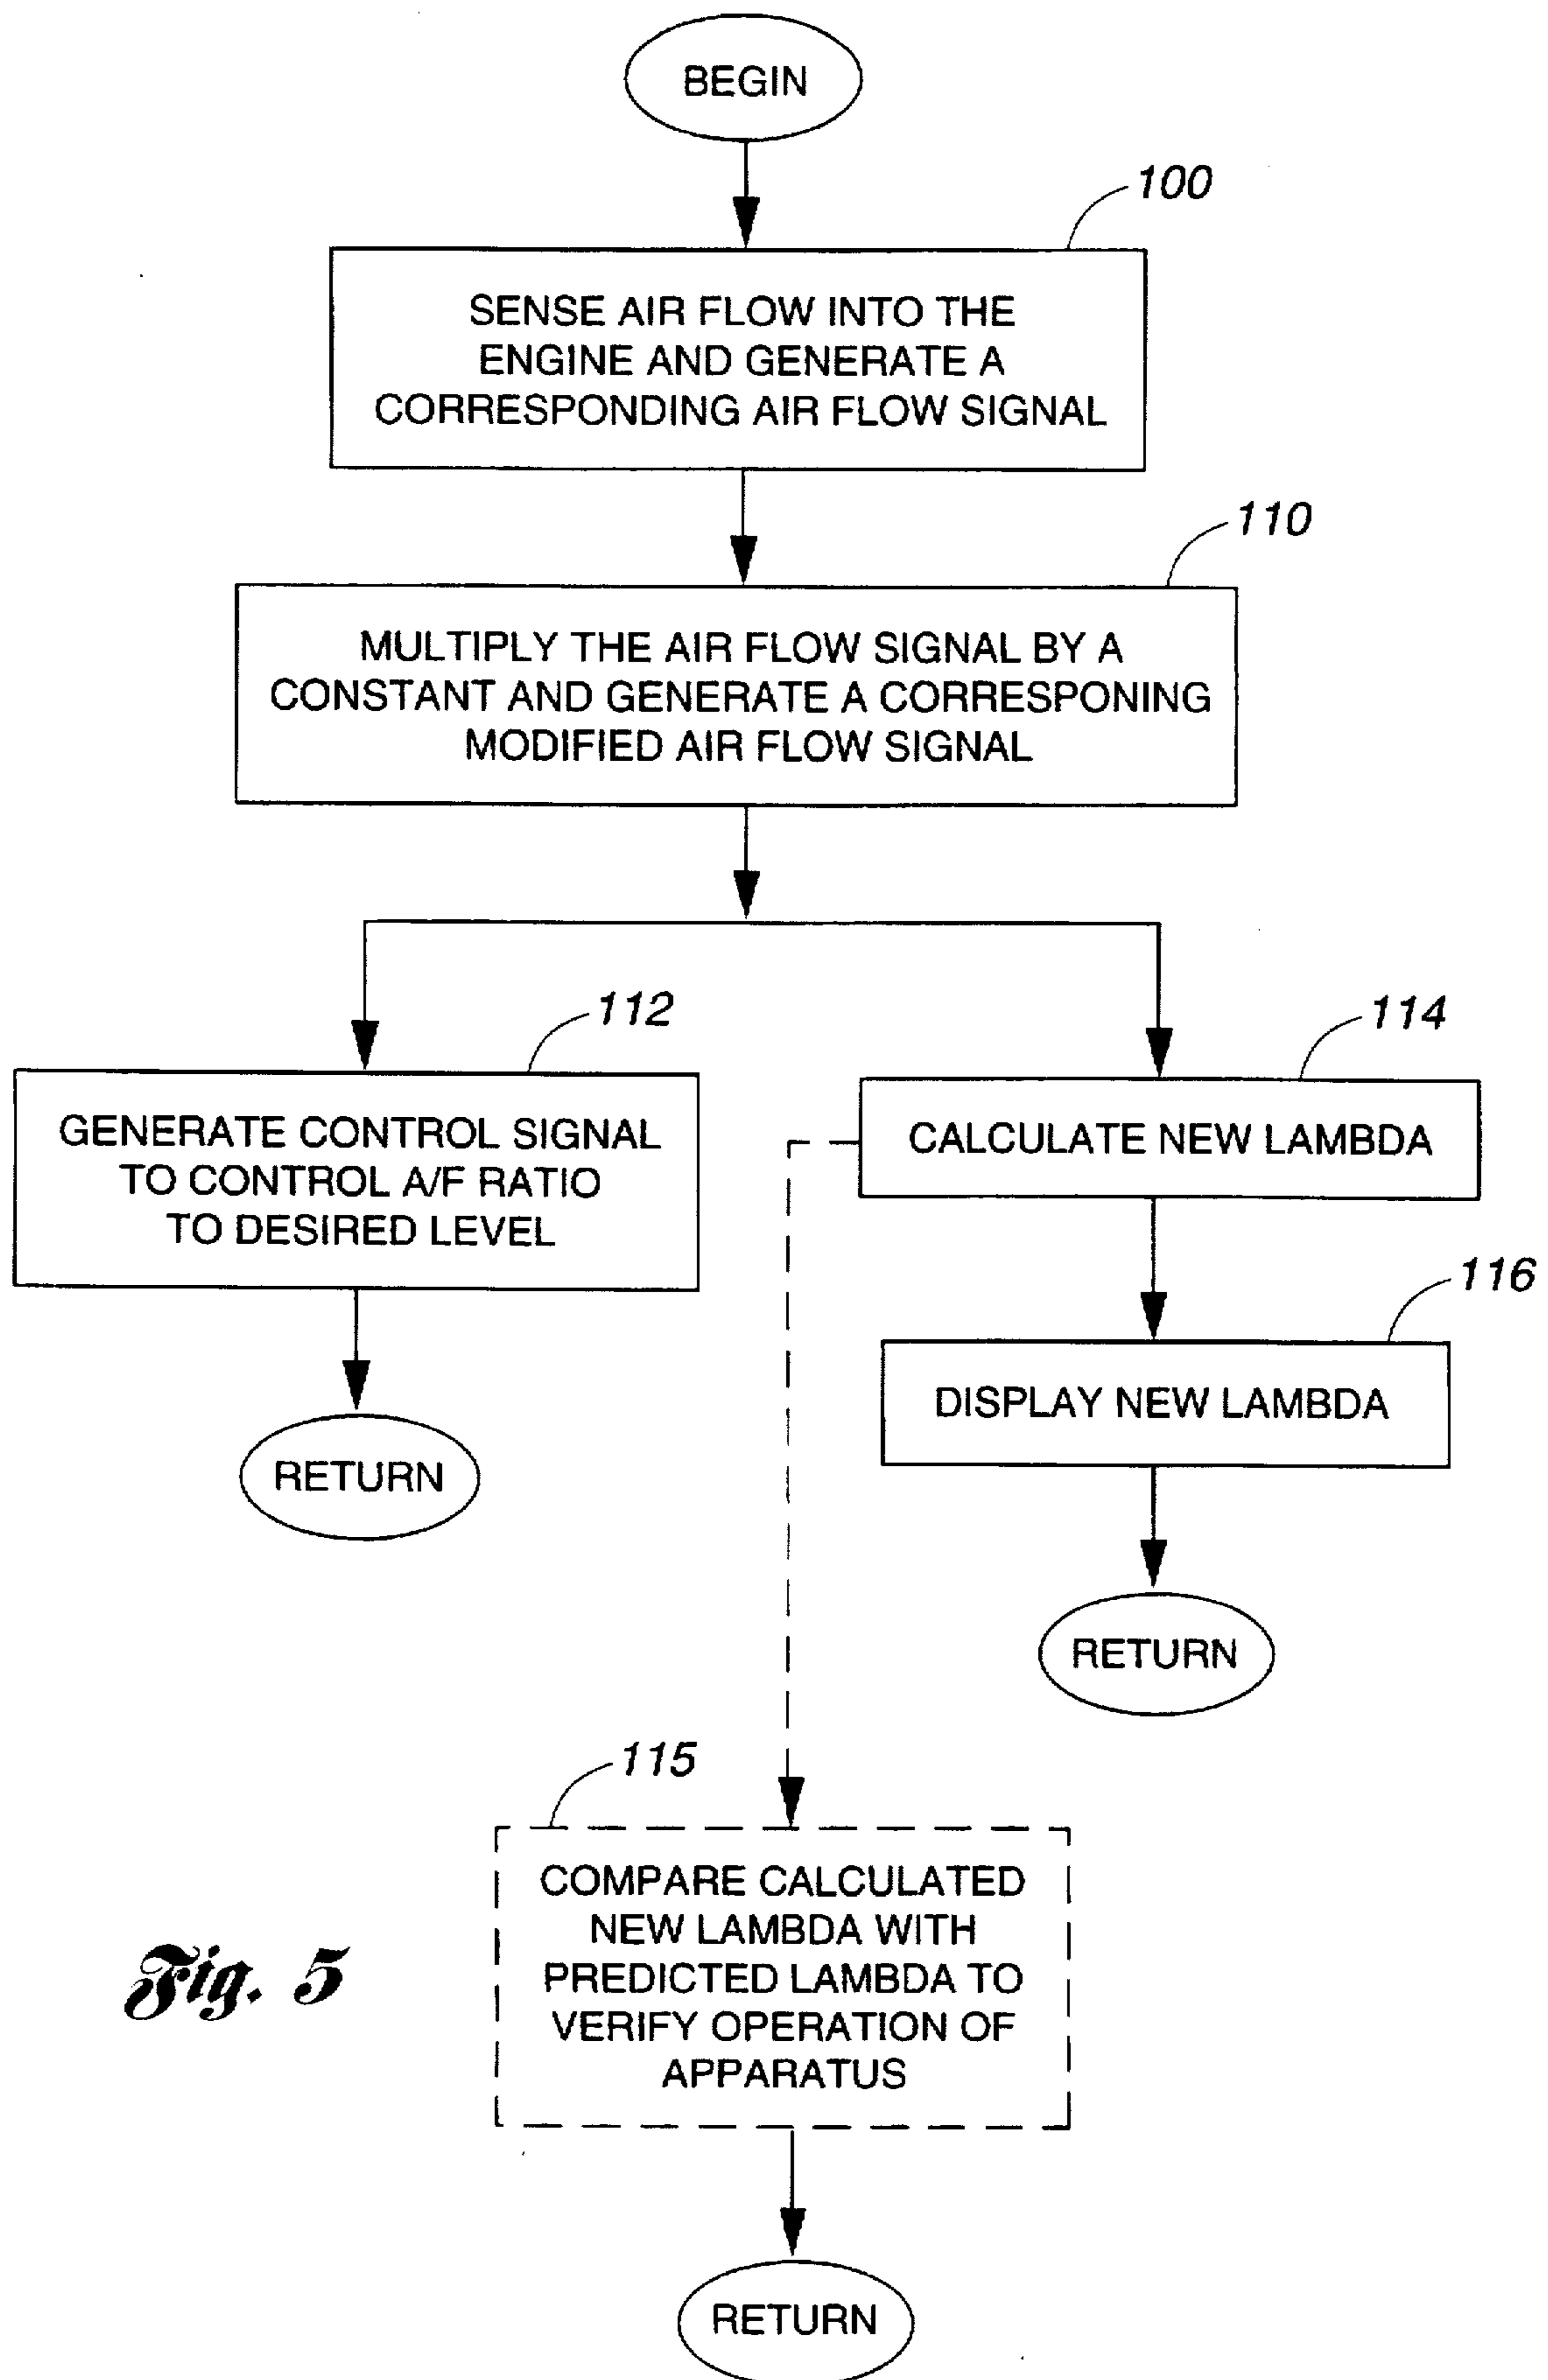 BEGIN
100
SENSE AIR FLOW INTO THE
ENGINE AND GENERATE A
CORRESPONDING AIR FLOW SIGNAL
110
MULTIPLY THE AIR FLOW SIGNAL BY A
CONSTANT AND GENERATE A CORRESPONING
MODIFIED AIR FLOW SIGNAL
112
GENERATE CONTROL SIGNAL
TO CONTROL A/F RATIO
TO DESIRED LEVEL
RETURN
114
CALCULATE NEW LAMBDA
116
DISPLAY NEW LAMBDA
RETURN
115
COMPARE CALCULATED
NEW LAMBDA WITH
PREDICTED LAMBDA TO
VERIFY OPERATION OF
APPARATUS
RETURN
Fig. 5